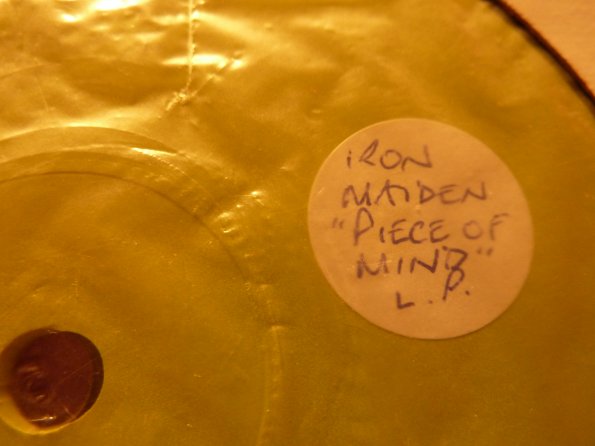 iRON
MAIDEN
"PIECE OF
MIND"
L.P.